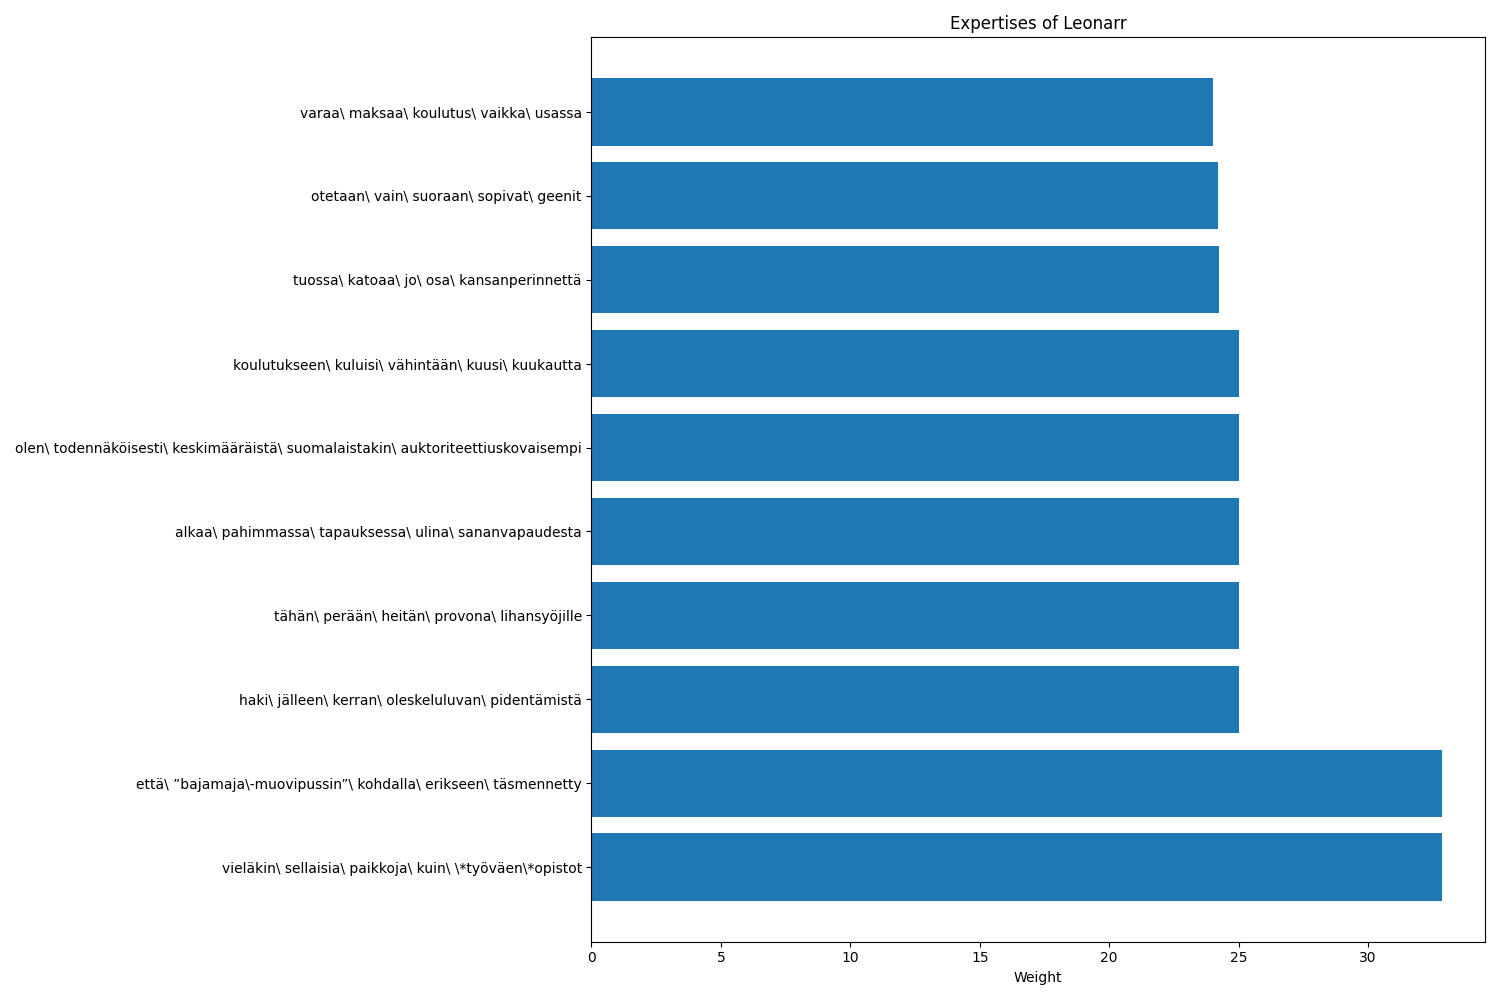 Expertises of Leonarr
varaa\ maksaa\ koulutus\ vaikka\ usassa
otetaan\ vain\ suoraan\ sopivat\ geenit
tuossa\ katoaa\ jo\ osa\ kansanperinnettä
koulutukseen\ kuluisi\ vähintään\ kuusi\ kuukautta
olen\ todennäköisesti\ keskimääräistä\ suomalaistakin\ auktoriteettiuskovaisempi
alkaa\ pahimmassa\ tapauksessa\ ulina\ sananvapaudesta
tähän\ perään\ heitän\ provona\ lihansyöjille
haki\ jälleen\ kerran\ oleskeluluvan\ pidentämistä
että\ ”bajamaja\-muovipussin”\ kohdalla\ erikseen\ täsmennetty
vieläkin\ sellaisia\ paikkoja\ kuin\ \*työväen\*opistot
0 5 10 15 20 25 30
Weight